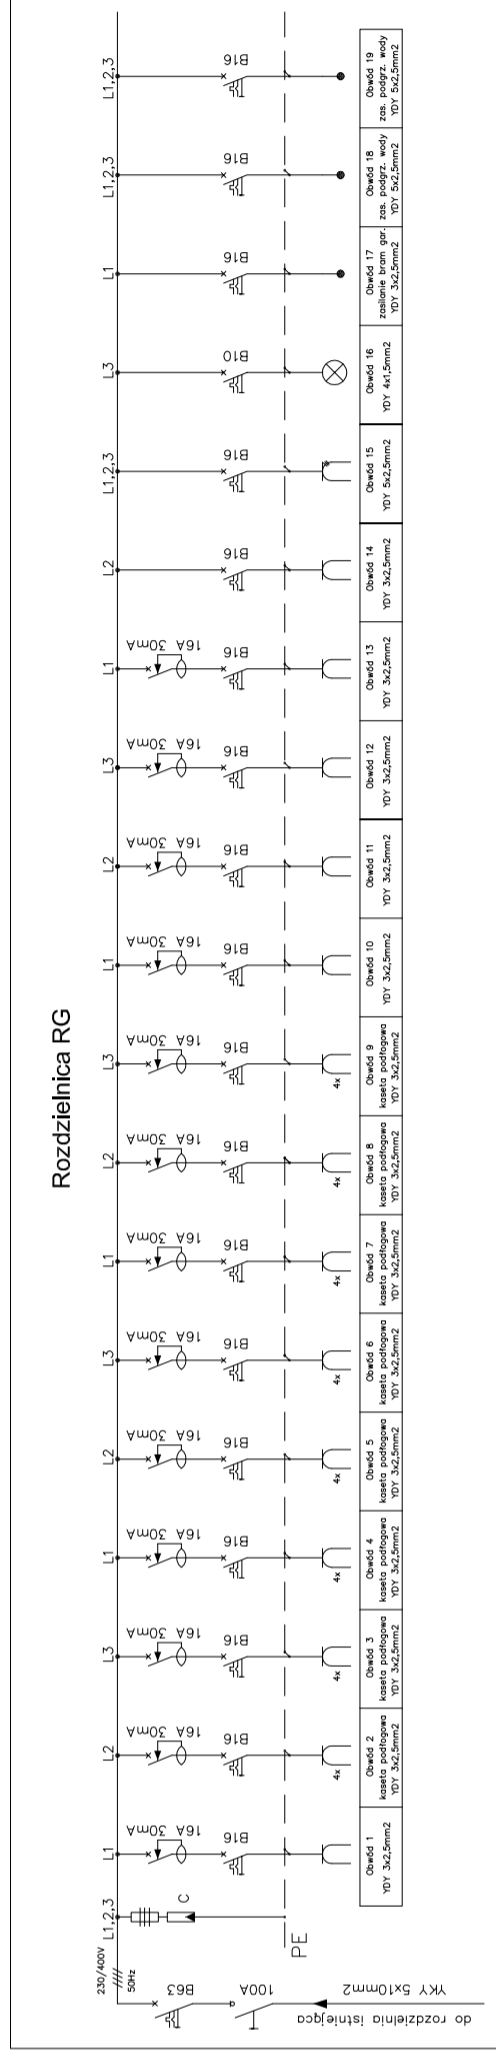 Rozdzielnica RG
230/400V
50Hz
B63
100A
do rozdzielnia istniejąca
YKY 5x10mm2
L1,2,3
C
PE
L1
16A 30mA
B16
Obwód 1
YDY 3x2,5mm2
L2
16A 30mA
B16
4x
Obwód 2
kaseta podłogowa
YDY 3x2,5mm2
L3
16A 30mA
B16
4x
Obwód 3
kaseta podłogowa
YDY 3x2,5mm2
L1
16A 30mA
B16
4x
Obwód 4
kaseta podłogowa
YDY 3x2,5mm2
L2
16A 30mA
B16
4x
Obwód 5
kaseta podłogowa
YDY 3x2,5mm2
L3
16A 30mA
B16
4x
Obwód 6
kaseta podłogowa
YDY 3x2,5mm2
L1
16A 30mA
B16
4x
Obwód 7
kaseta podłogowa
YDY 3x2,5mm2
L2
16A 30mA
B16
4x
Obwód 8
kaseta podłogowa
YDY 3x2,5mm2
L3
16A 30mA
B16
4x
Obwód 9
kaseta podłogowa
YDY 3x2,5mm2
L1
16A 30mA
B16
Obwód 10
YDY 3x2,5mm2
L2
16A 30mA
B16
Obwód 11
YDY 3x2,5mm2
L3
16A 30mA
B16
Obwód 12
YDY 3x2,5mm2
L1
16A 30mA
B16
Obwód 13
YDY 3x2,5mm2
L2
B16
Obwód 14
YDY 3x2,5mm2
L1,2,3
B16
Obwód 15
YDY 5x2,5mm2
L3
B10
Obwód 16
YDY 4x1,5mm2
L1
B16
Obwód 17
zasilanie bram gar.
YDY 3x2,5mm2
L1,2,3
B16
Obwód 18
zas. podgrz. wody
YDY 5x2,5mm2
L1,2,3
B16
Obwód 19
zas. podgrz. wody
YDY 5x2,5mm2